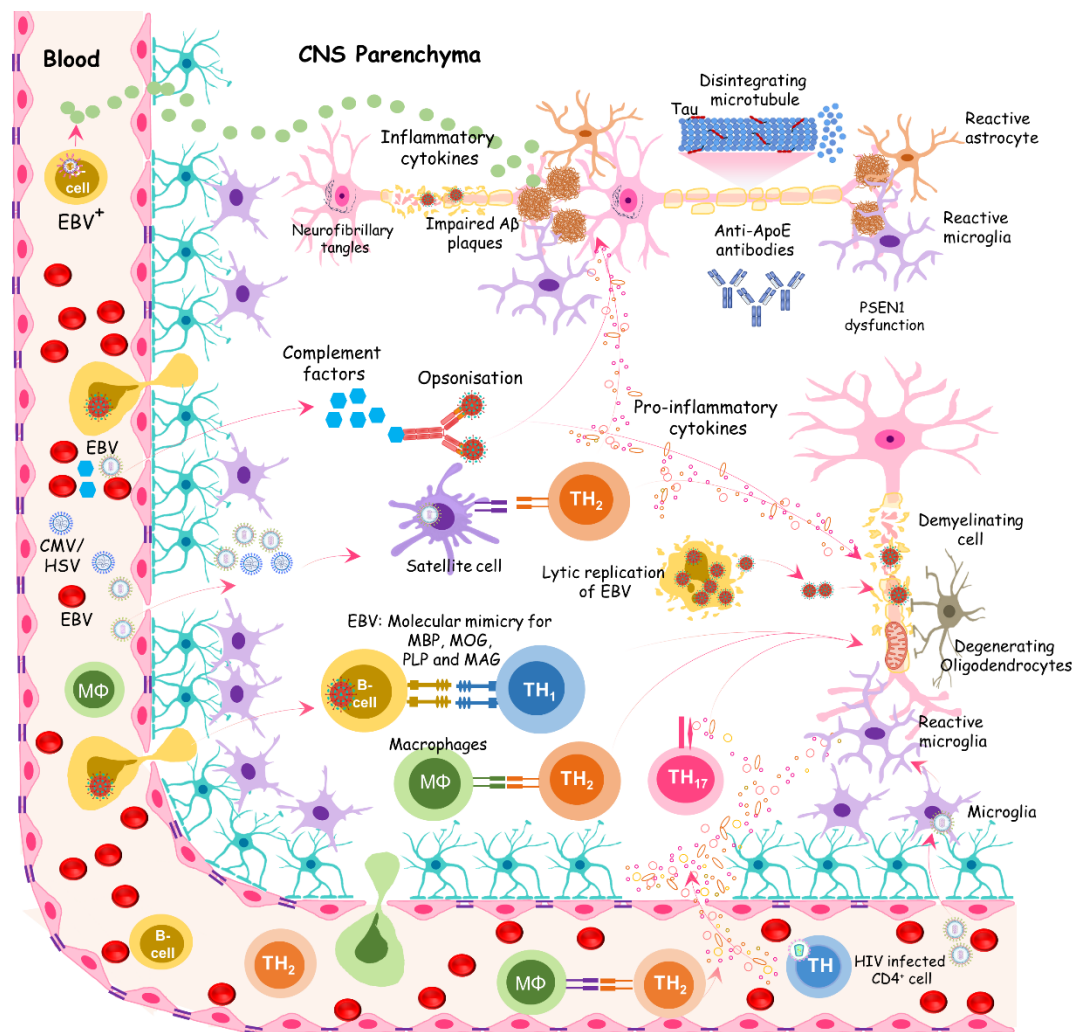 Blood
CNS Parenchyma
-cell
EBV+
Inflammatory
cytokines
Neurofibrillary
tangles
Impaired Aβ
plaques
Disintegrating
microtubule
Tau
Reactive
astrocyte
Anti-ApoE
antibodies
Reactive
microglia
PSEN1
dysfunction
Complement
factors
Opsonisation
Pro-inflammatory
cytokines
EBV
CMV/
HSV
EBV
MΦ
Satellite cell
TH2
Lytic replication
of EBV
Demyelinating
cell
Degenerating
Oligodendrocytes
EBV: Molecular mimicry for
MBP, MOG,
PLP and MAG
B-
cell
TH1
Macrophages
MΦ
TH2
TH17
Reactive
microglia
Microglia
B-
cell
TH2
MΦ
TH2
TH
HIV infected
CD4+ cell